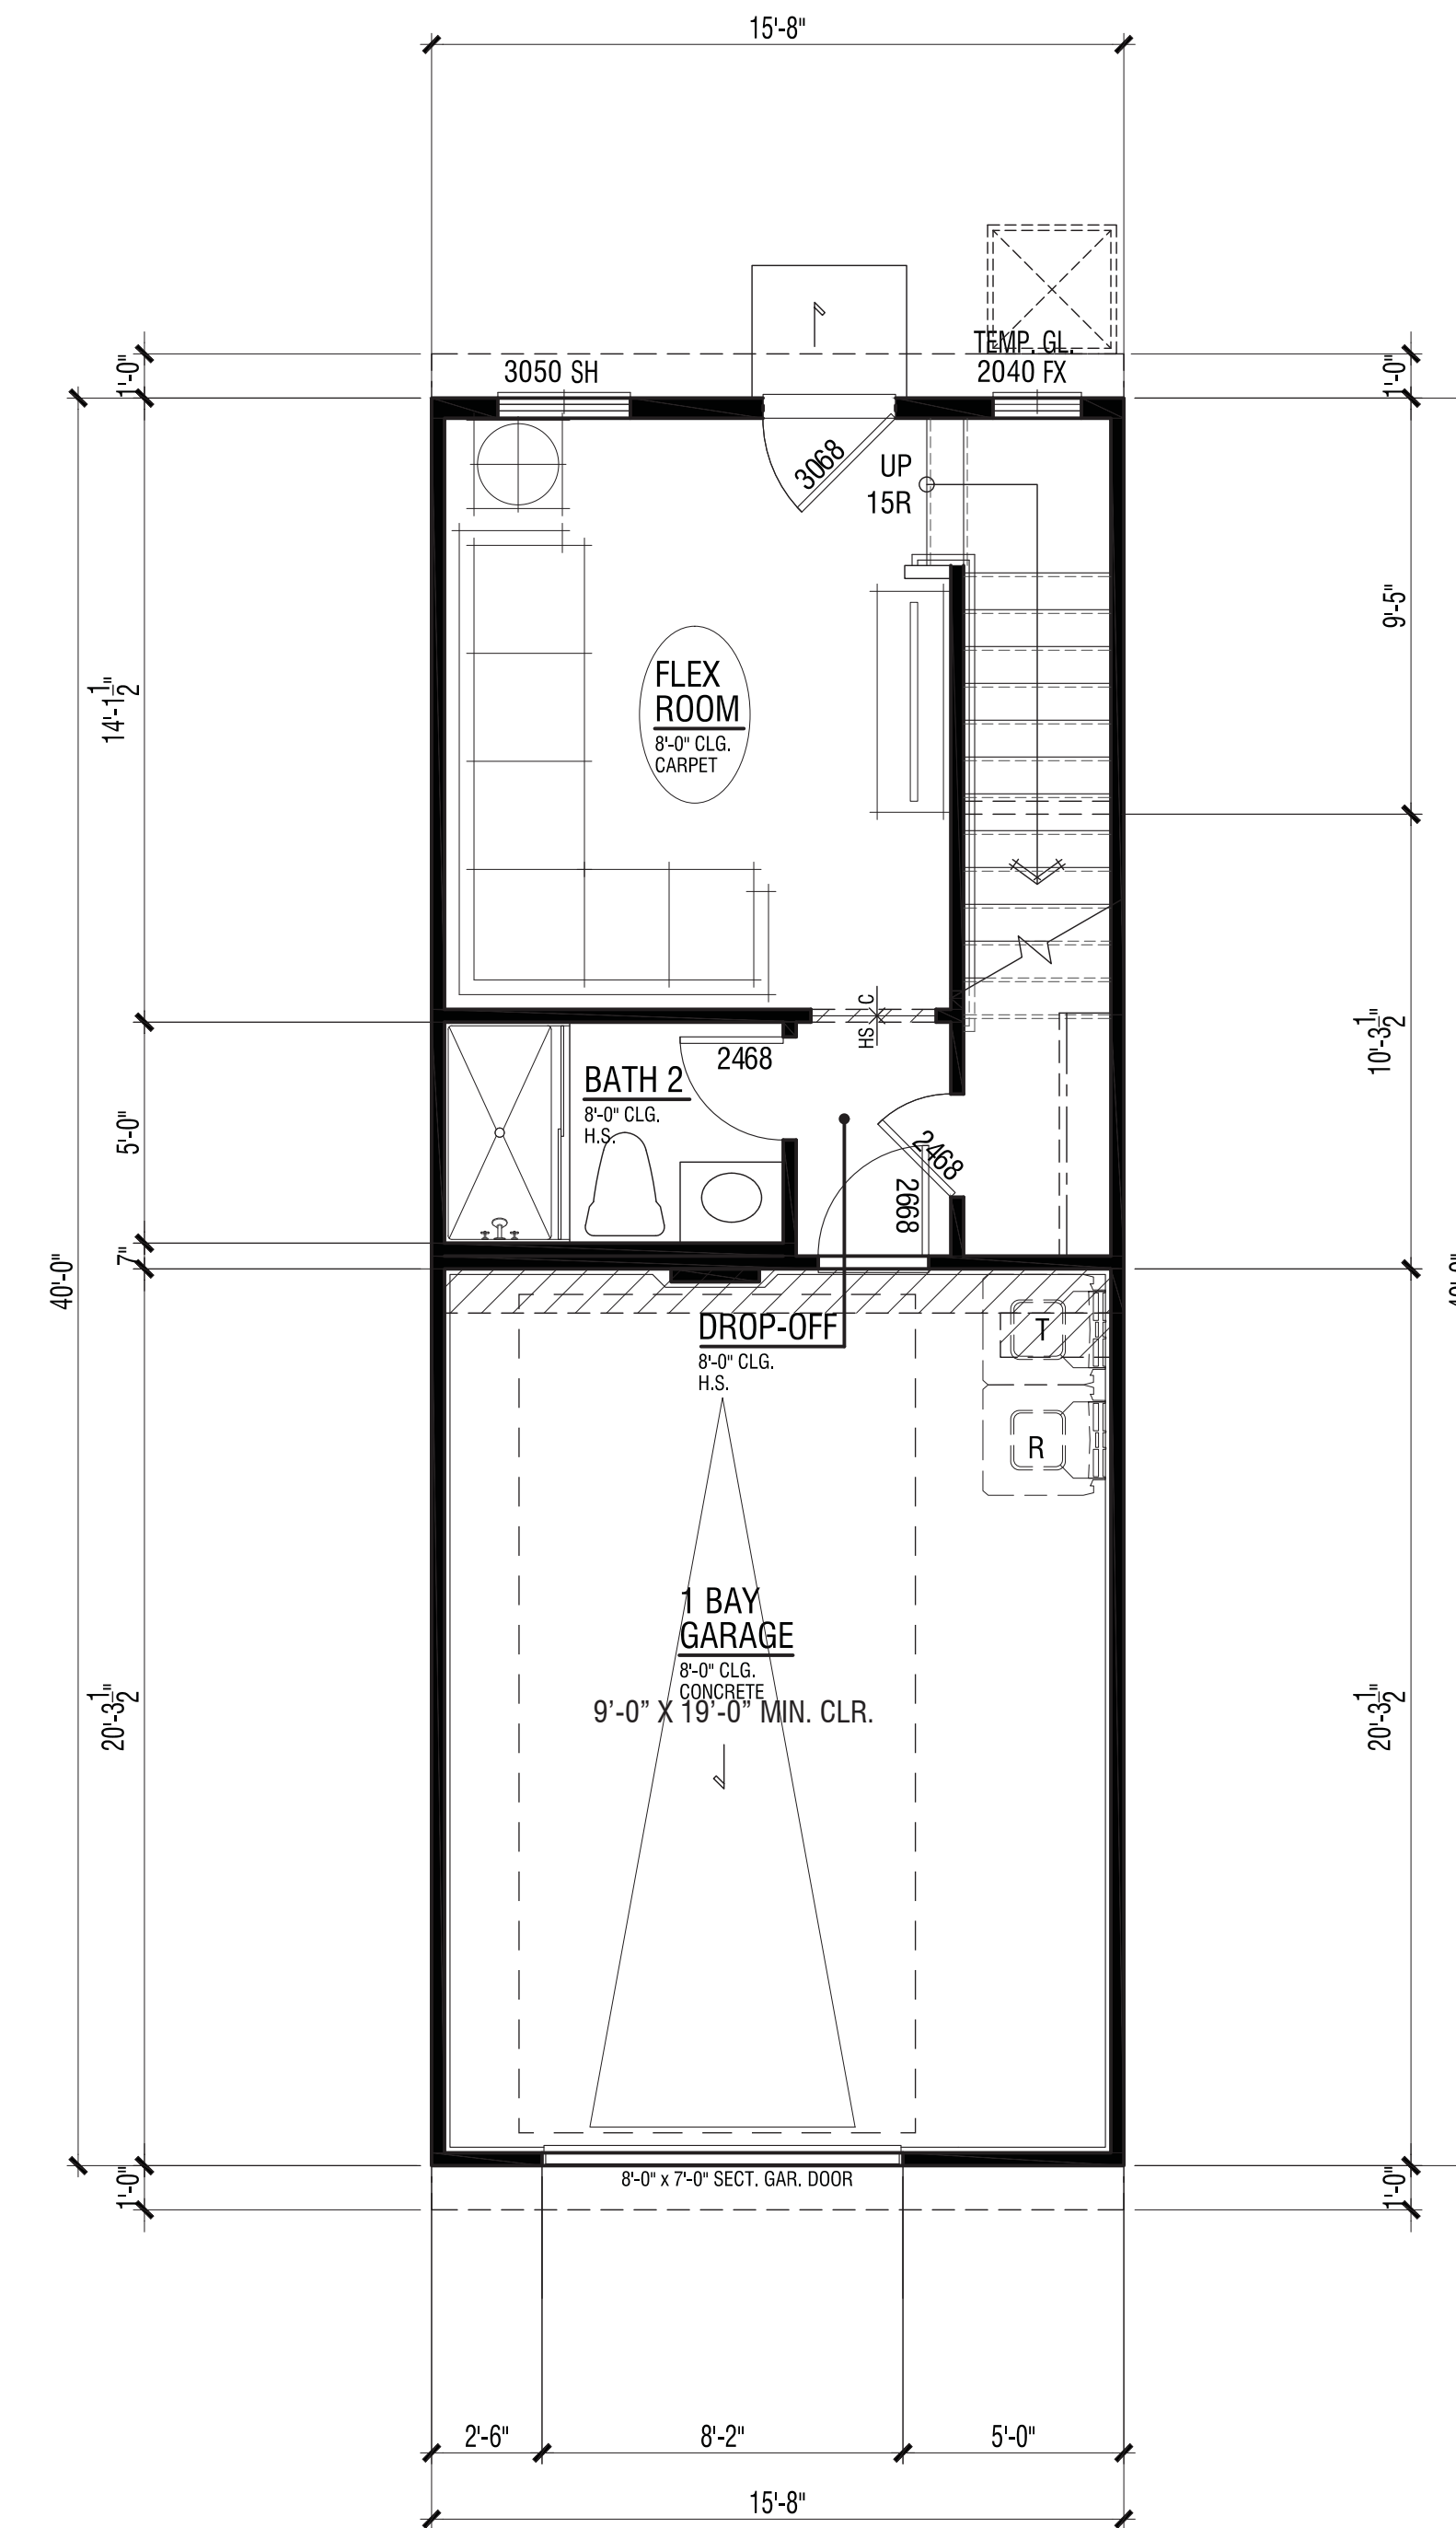 15'-8"
1'-0"
1'-0"
TEMP. GL.
3050 SH
2040 FX
3068
UP
15R
9'-5"
14'-1 1/2"
FLEX
ROOM
8'-0" CLG.
CARPET
HS
C
10'-3 1/2"
2468
BATH 2
8'-0" CLG.
H.S.
5'-0"
2468
2668
7"
40'-0"
DROP-OFF
8'-0" CLG.
H.S.
T
R
1 BAY
GARAGE
8'-0" CLG.
CONCRETE
9’-0” X 19’-0” MIN. CLR.
20'-3 1/2"
20'-3 1/2"
8'-0" x 7'-0" SECT. GAR. DOOR
1'-0"
1'-0"
2'-6"
8'-2"
5'-0"
15'-8"